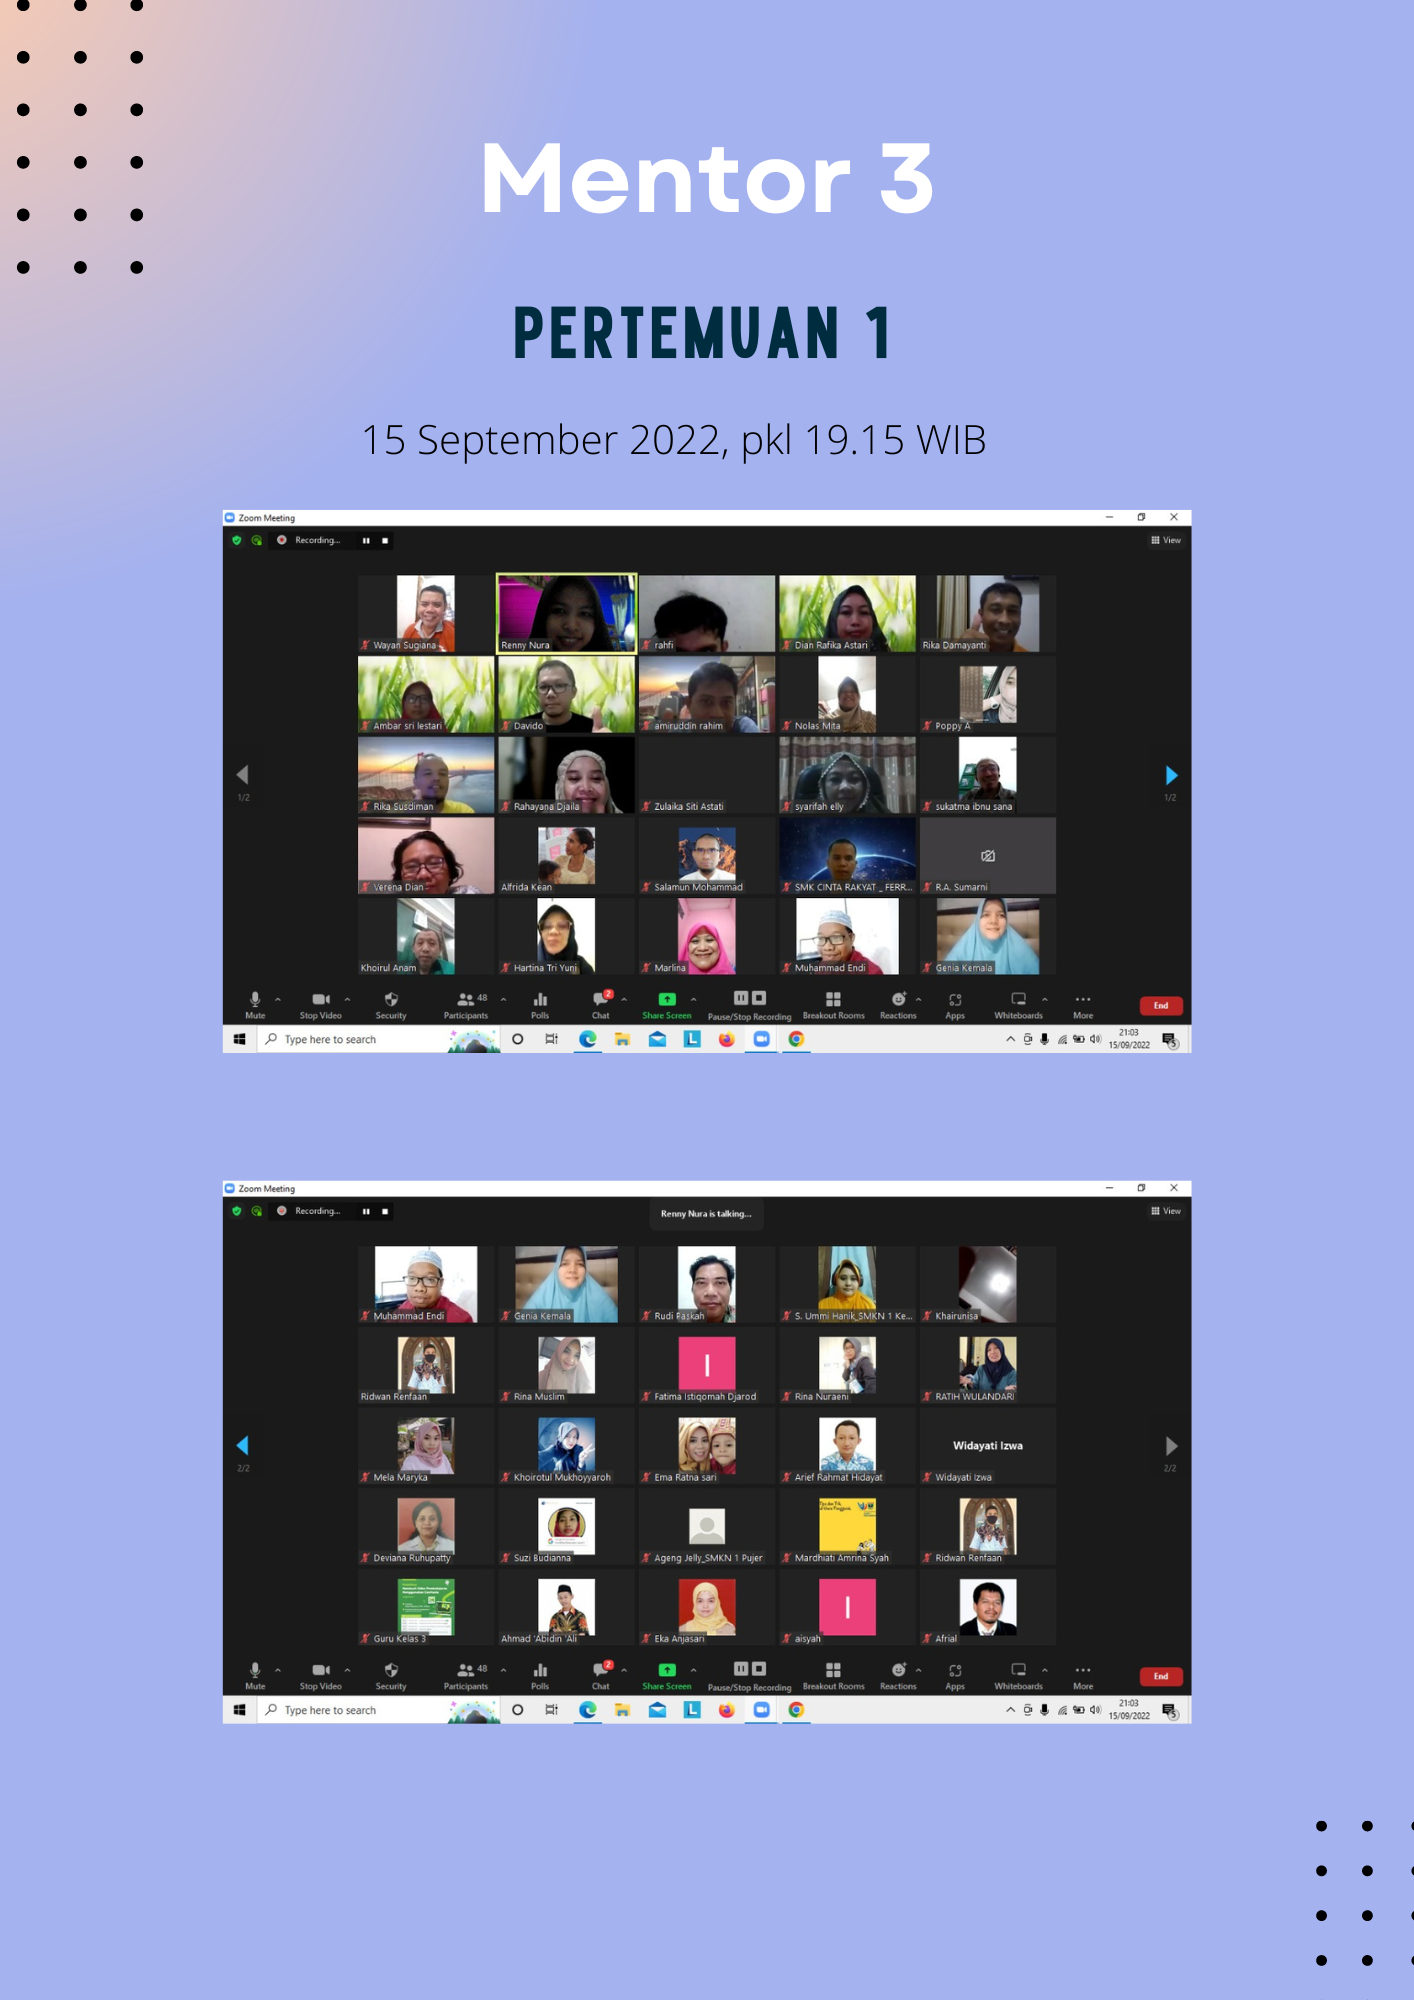 Mentor 3
PERTEMUAN 1
15 September 2022, pkl 19.15 WIB
Zoom Meeting
Recording...
View
Wayan Sugiana
Renny Nura
rahfi
Dian Rafika Astari
Rika Damayanti
Ambar sri lestari
Davido
amiruddin rahim
Nolas Mita
Poppy A
Rika Susdiman
Rahayana Djaila
Zulaika Siti Astati
syarifah elly
sukatma ibnu sana
1/2
1/2
Verena Dian
Alfrida Kean
Salamun Mohammad
SMK CINTA RAKYAT _ FERR...
R.A. Sumarni
Khoirul Anam
Hartina Tri Yuni
Marlina
Muhammad Endi
Genia Kemala
48
2
Mute
Stop Video
Security
Participants
Polls
Chat
Share Screen
Pause/Stop Recording
Breakout Rooms
Reactions
Apps
Whiteboards
More
End
Type here to search
21:03
15/09/2022
5
Zoom Meeting
Recording...
Renny Nura is talking...
View
Muhammad Endi
Genia Kemala
Rudi Paskah
S. Ummi Hanik_SMKN 1 Ke...
Khairunisa
Ridwan Renfaan
Rina Muslim
I
Fatima Istiqomah Djarod
Rina Nuraeni
RATIH WULANDARI
Mela Maryka
Khoirotul Mukhoyyaroh
Ema Ratna sari
Arief Rahmat Hidayat
Widayati Izwa
Widayati Izwa
2/2
2/2
Deviana Ruhupatty
Suzi Budianna
Ageng Jelly_SMKN 1 Pujer
Mardhiati Amrina Syah
Ridwan Renfaan
Guru Kelas 3
Ahmad 'Abidin 'Ali
Eka Anjasari
I
aisyah
Afrial
48
2
Mute
Stop Video
Security
Participants
Polls
Chat
Share Screen
Pause/Stop Recording
Breakout Rooms
Reactions
Apps
Whiteboards
More
End
Type here to search
21:03
15/09/2022
5